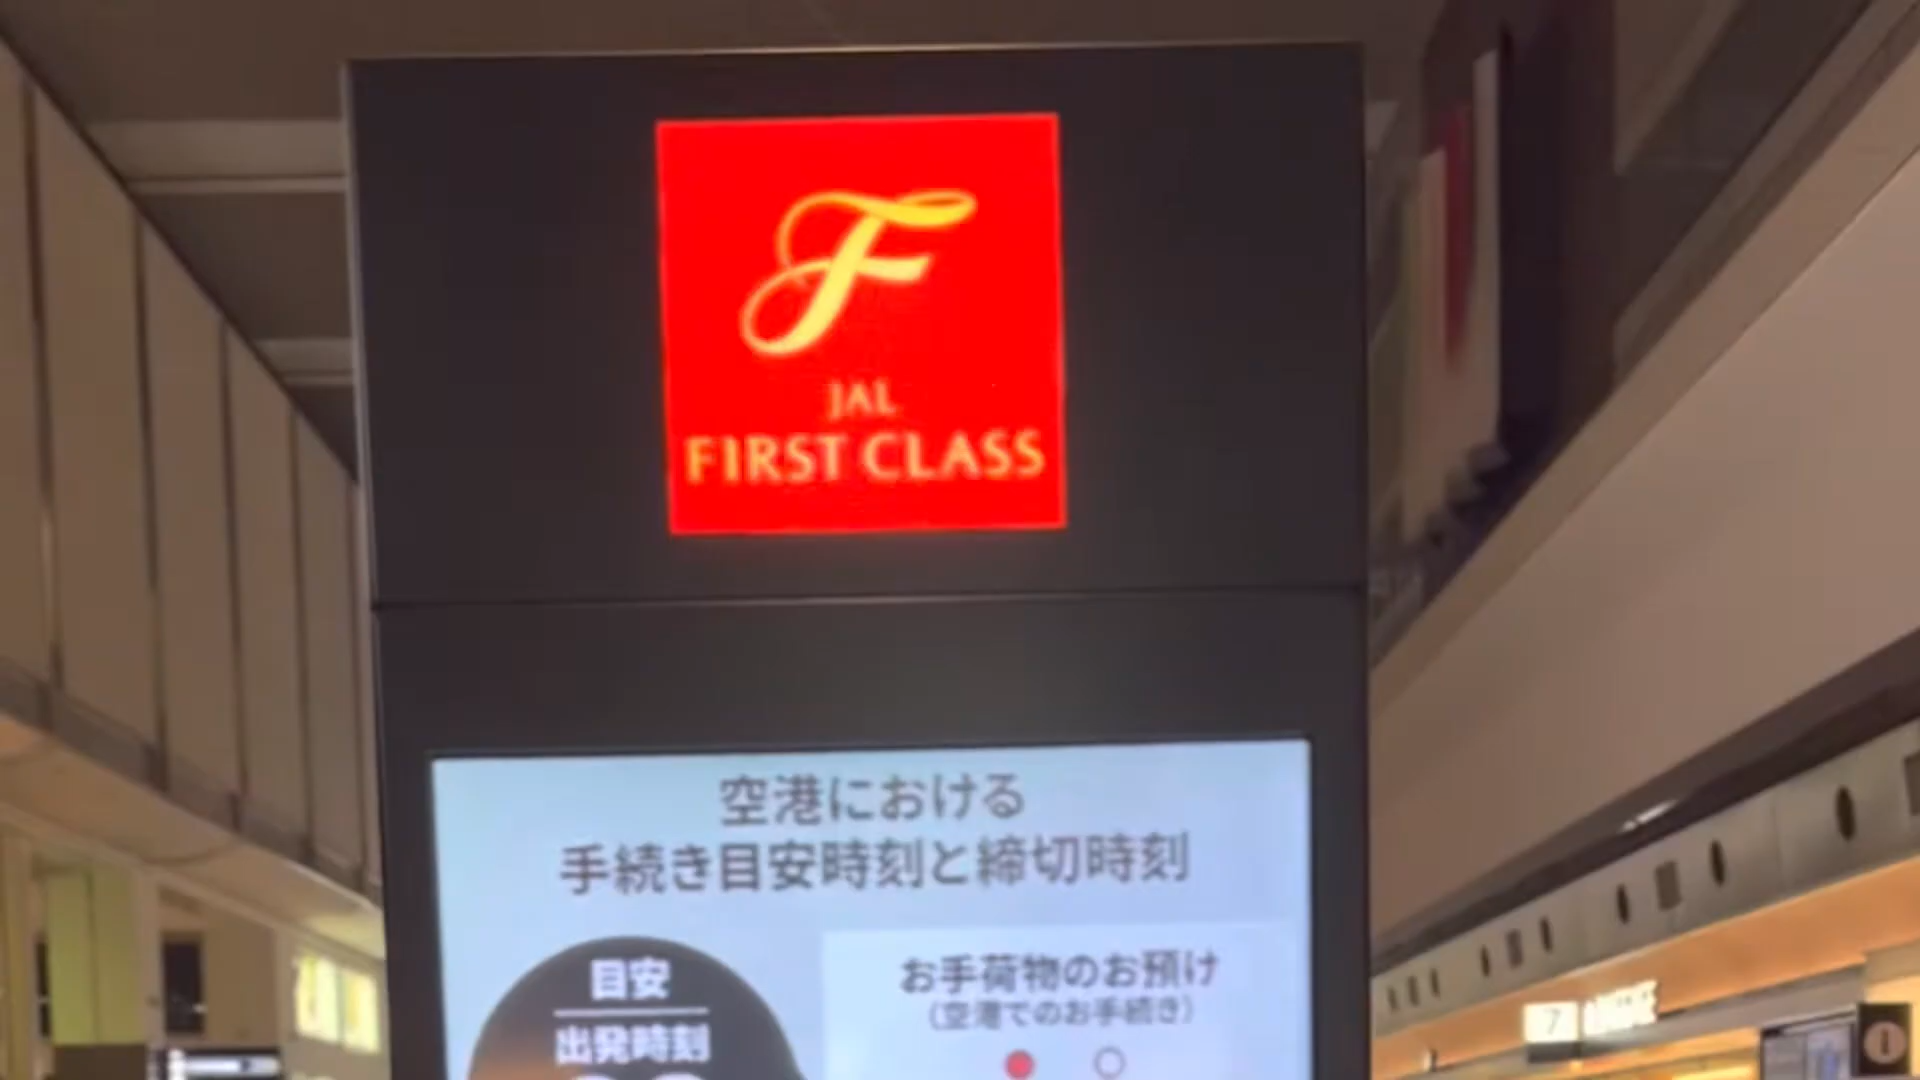 F
JAL
FIRST CLASS
空港における
手続き目安時刻と締切時刻
目安
出発時刻
お手荷物のお預け
(空港でのお手続き)
7